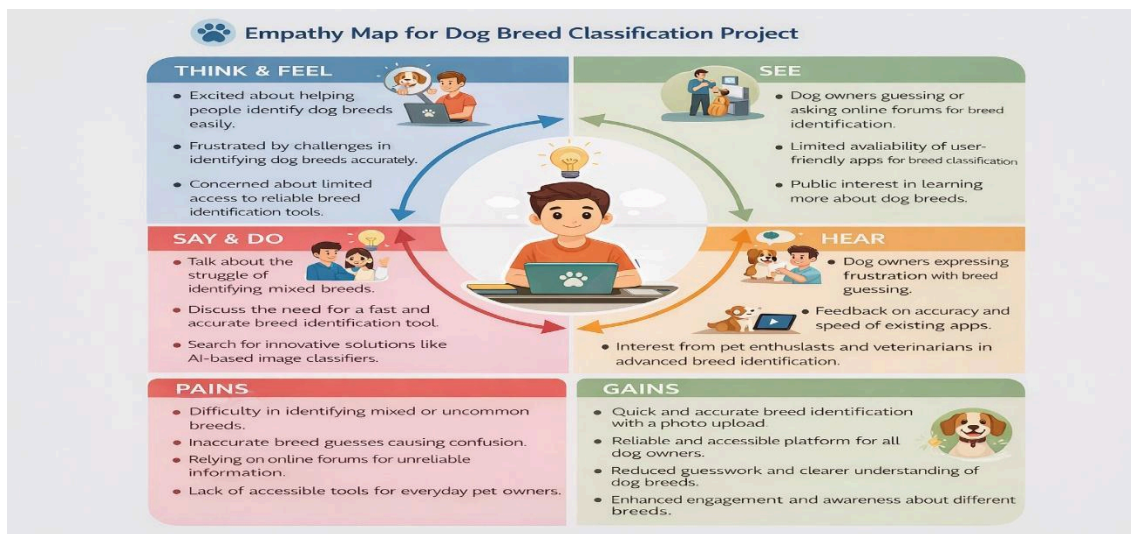 Empathy Map for Dog Breed Classification Project
THINK & FEEL
• Excited about helping
people identify dog breeds
easily.
• Frustrated by challenges in
identifying dog breeds accurately.
• Concerned about limited
access to reliable breed
identification tools.
SEE
• Dog owners guessing or
asking online forums for breed
identification.
• Limited avaliability of user-
friendly apps for breed classification
• Public interest in learning
more about dog breeds.
SAY & DO
• Talk about the
struggle of
identifying mixed breeds.
• Discuss the need for a fast and
accurate breed identification tool.
• Search for innovative solutions like
AI-based image classifiers.
HEAR
• Dog owners expressing
frustration with breed
guessing.
• Feedback on accuracy and
speed of existing apps.
• Interest from pet enthuslasts and veterinarians in
advanced breed identification.
PAINS
• Difficulty in identifying mixed or uncommon
breeds.
• Inaccurate breed guesses causing confusion.
• Relying on online forums for unreliable
information.
• Lack of accessible tools for everyday pet owners.
GAINS
• Quick and accurate breed identification
with a photo upload.
• Reliable and accessible platform for all
dog owners.
• Reduced guesswork and clearer understanding of
dog breeds.
• Enhanced engagement and awareness about different
breeds.